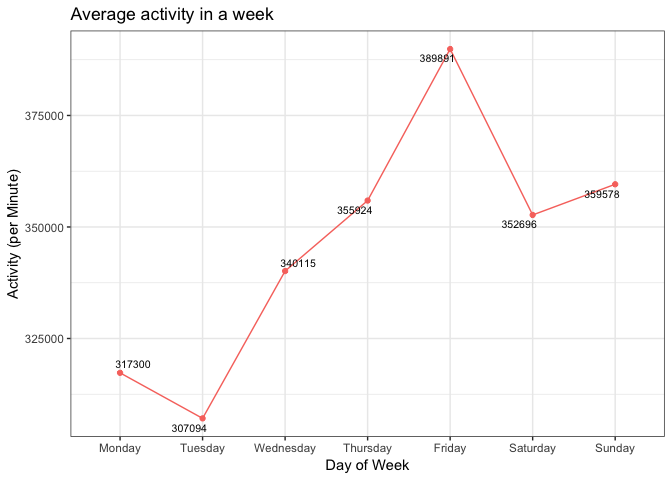 Average activity in a week
Activity (per Minute)
375000
350000
325000
389891
359578
355924
352696
340115
317300
307094
Monday Tuesday Wednesday Thursday Friday Saturday Sunday
Day of Week